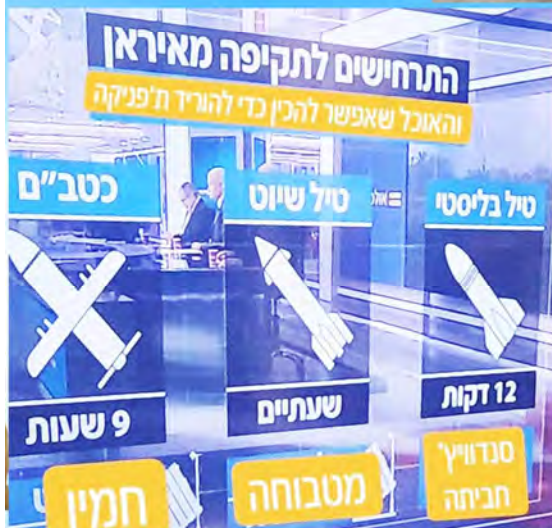 התרחישים לתקיפה מאיראן
והאוכל שאפשר להכין כדי להוריד ת'פניקה
טיל בליסטי
טיל שיוט
כטב"ם
12 דקות
שעתיים
9 שעות
סנדוויץ'
חביתה
מטבוחה
חמין